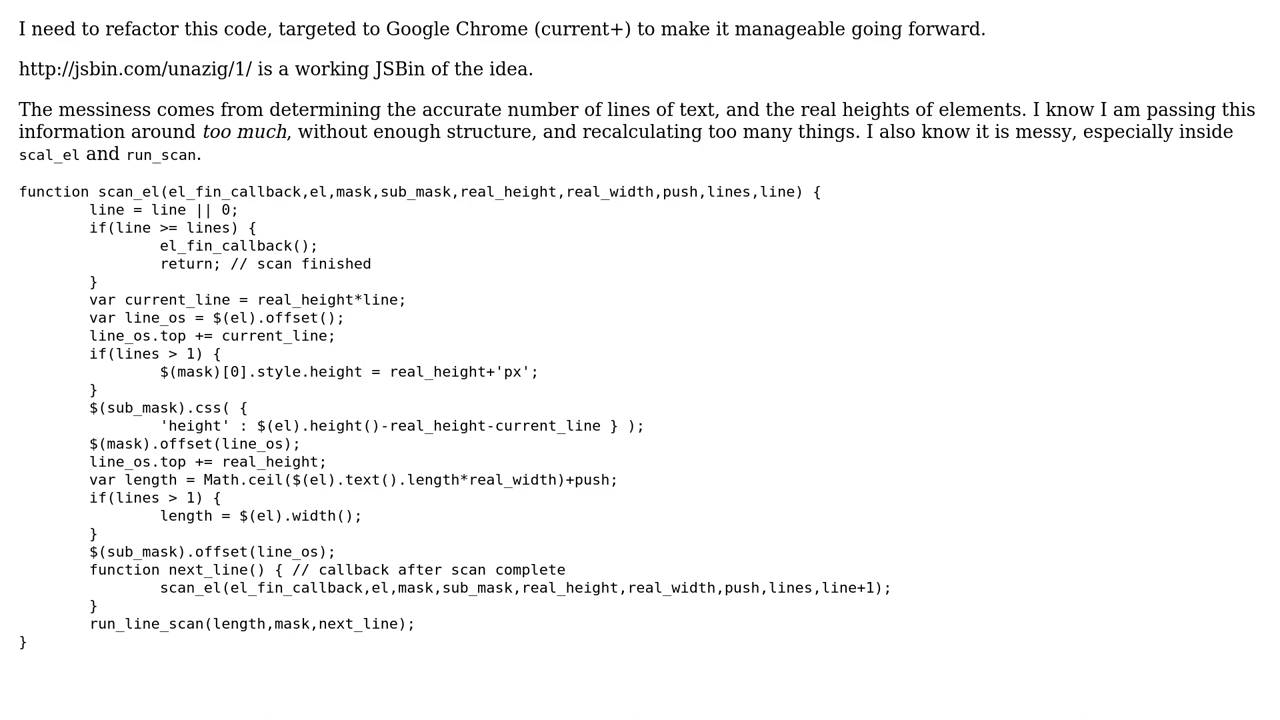 I need to refactor this code, targeted to Google Chrome (current+) to make it manageable going forward.
http://jsbin.com/unazig/1/ is a working JSBin of the idea.
The messiness comes from determining the accurate number of lines of text, and the real heights of elements. I know I am passing this
information around too much, without enough structure, and recalculating too many things. I also know it is messy, especially inside
scal_el and run_scan.
function scan_el(el_fin_callback,el,mask,sub_mask,real_height,real_width,push,lines,line) {
        line = line || 0;
        if(line >= lines) {
                el_fin_callback();
                return; // scan finished
        }
        var current_line = real_height*line;
        var line_os = $(el).offset();
        line_os.top += current_line;
        if(lines > 1) {
                $(mask)[0].style.height = real_height+'px';
        }
        $(sub_mask).css( {
                'height' : $(el).height()-real_height-current_line } );
        $(mask).offset(line_os);
        line_os.top += real_height;
        var length = Math.ceil($(el).text().length*real_width)+push;
        if(lines > 1) {
                length = $(el).width();
        }
        $(sub_mask).offset(line_os);
        function next_line() { // callback after scan complete
                scan_el(el_fin_callback,el,mask,sub_mask,real_height,real_width,push,lines,line+1);
        }
        run_line_scan(length,mask,next_line);
}